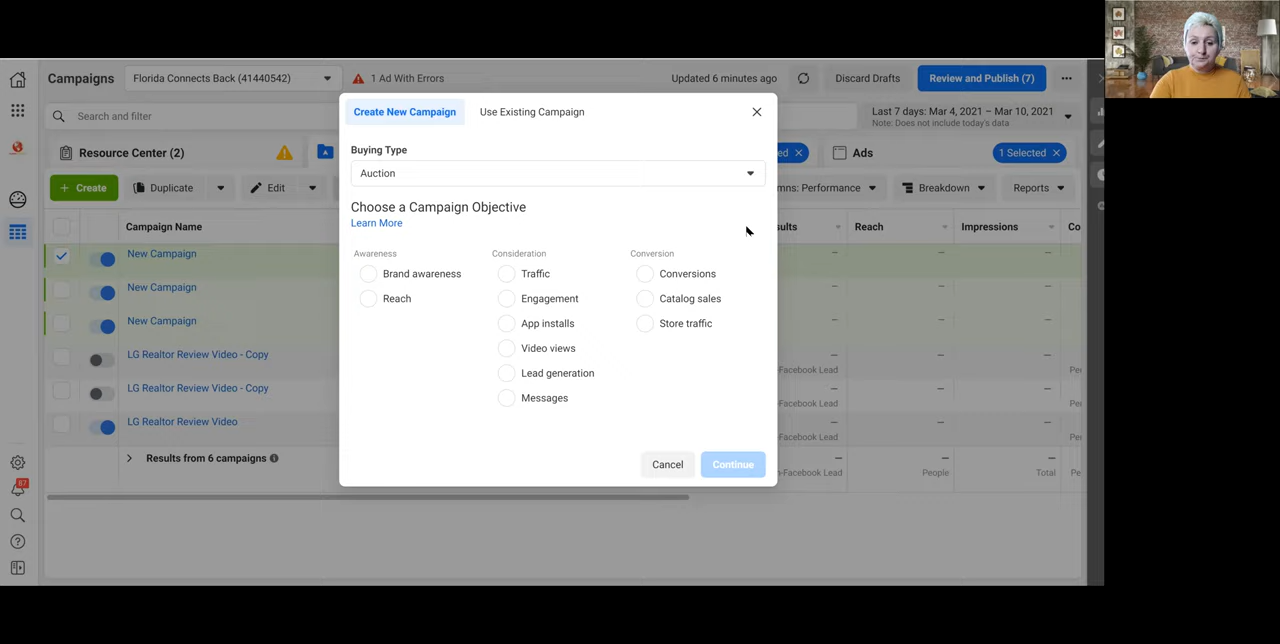 Campaigns
Florida Connects Back (41440542)
1 Ad With Errors
Updated 6 minutes ago
Discard Drafts
Review and Publish (7)
Search and filter
Last 7 days: Mar 4, 2021 – Mar 10, 2021
Note: Does not include today's data
Resource Center (2)
Ads
1 Selected
+ Create
Duplicate
Edit
Performance
Breakdown
Reports
Campaign Name
Reach
Impressions
New Campaign
New Campaign
New Campaign
LG Realtor Review Video - Copy
Facebook Lead
LG Realtor Review Video - Copy
Facebook Lead
LG Realtor Review Video
Facebook Lead
Results from 6 campaigns
Facebook Lead
People
Total
87
Create New Campaign
Use Existing Campaign
Buying Type
Auction
Choose a Campaign Objective
Learn More
Awareness
Brand awareness
Reach
Consideration
Traffic
Engagement
App installs
Video views
Lead generation
Messages
Conversion
Conversions
Catalog sales
Store traffic
Cancel
Continue